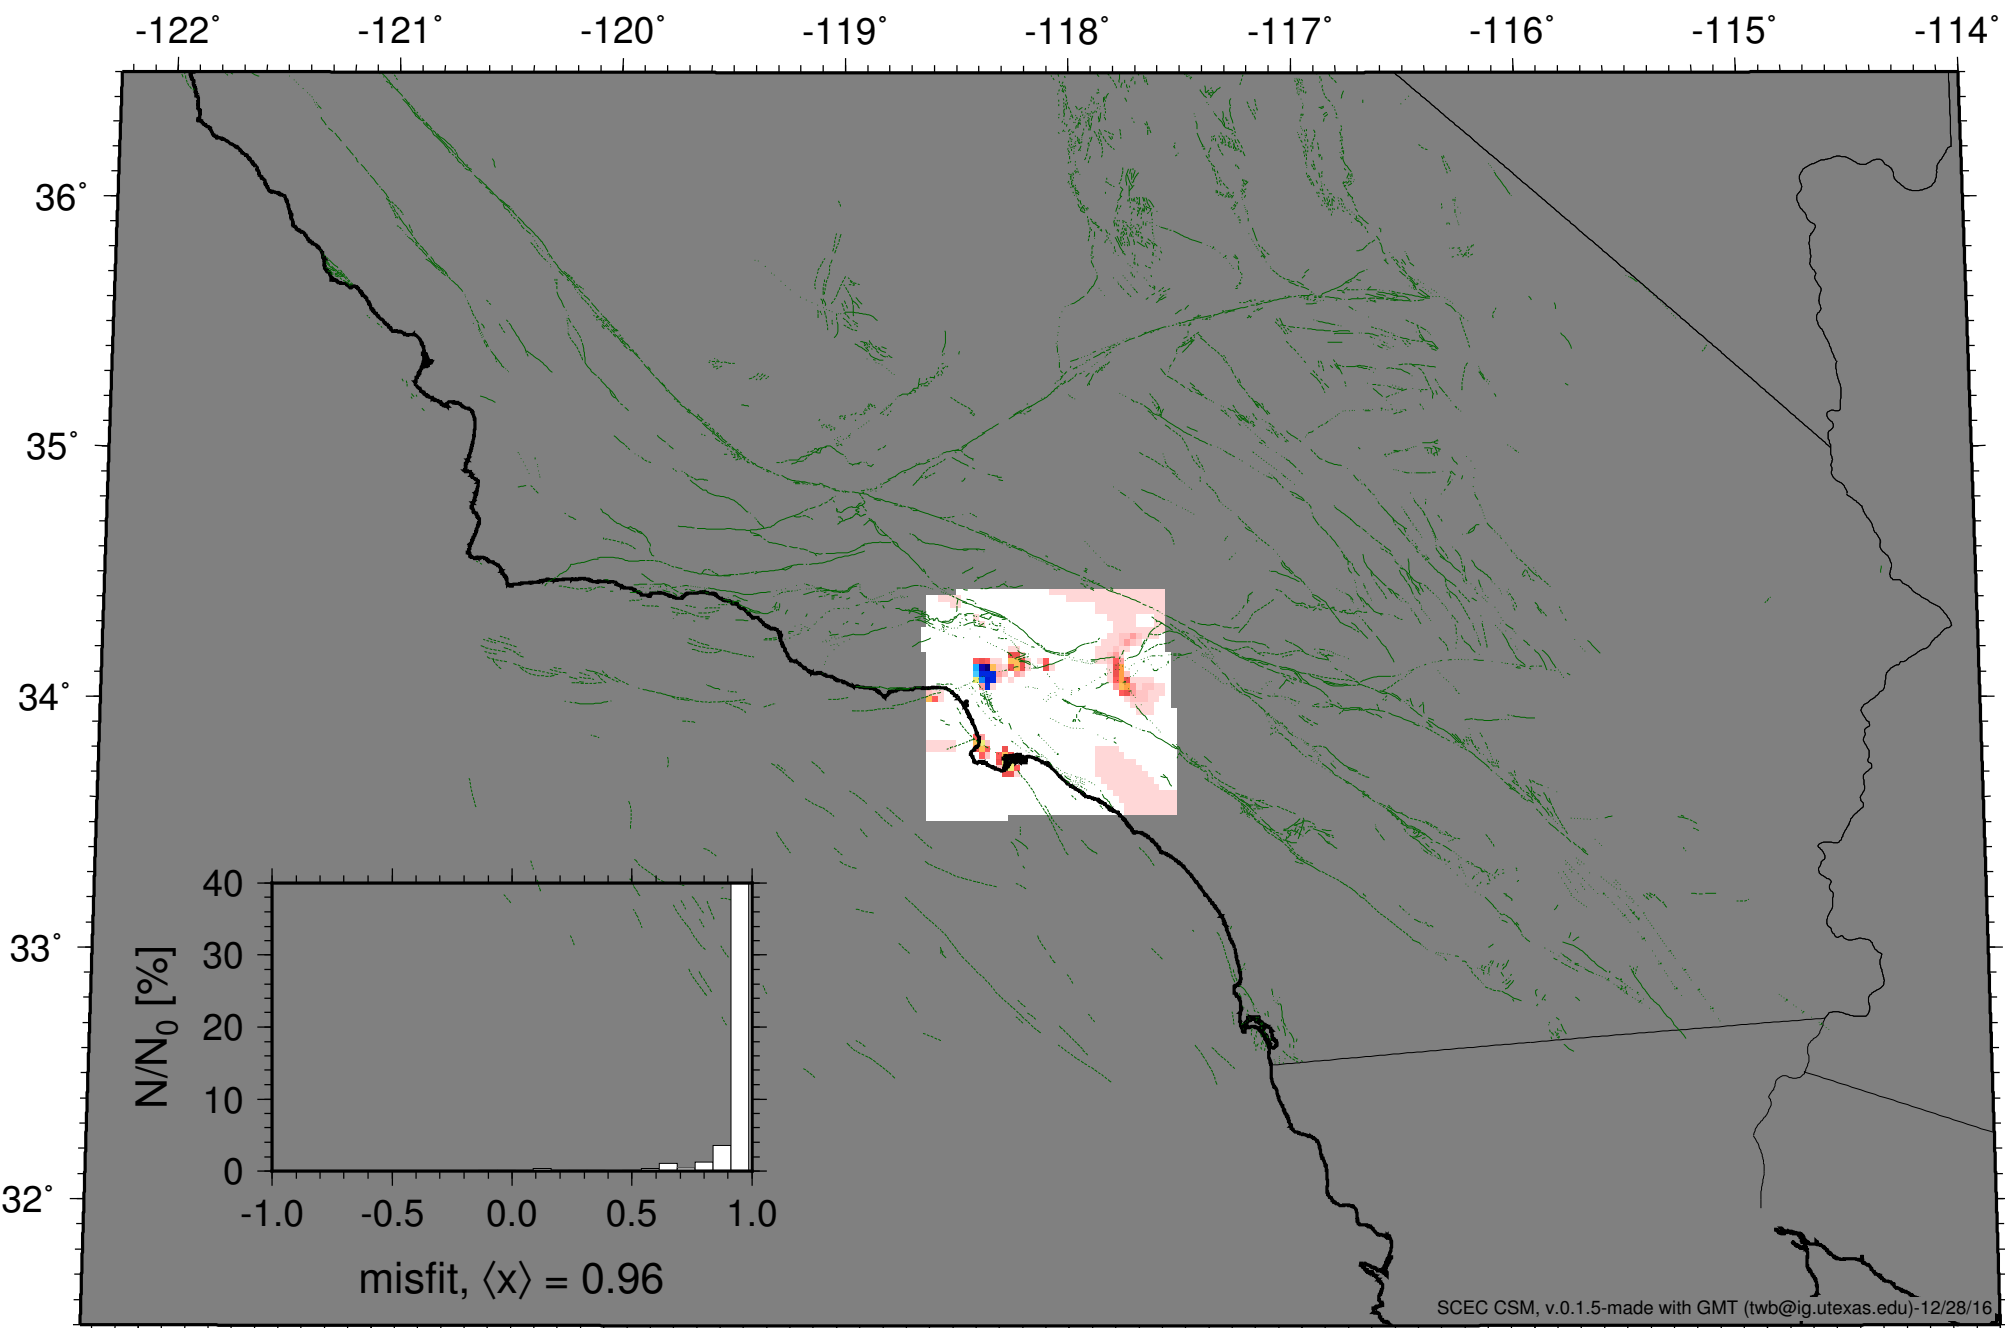 -122˚ -121˚ -120˚ -119˚ -118˚ -117˚ -116˚ -115˚ -114˚
36˚
35˚
34˚
33˚
32˚
40
30
20
10
0
N/N0 [%]
-1.0 -0.5 0.0 0.5 1.0
misfit, ⟨x⟩ = 0.96
SCEC CSM, v.0.1.5-made with GMT (twb@ig.utexas.edu)-12/28/16